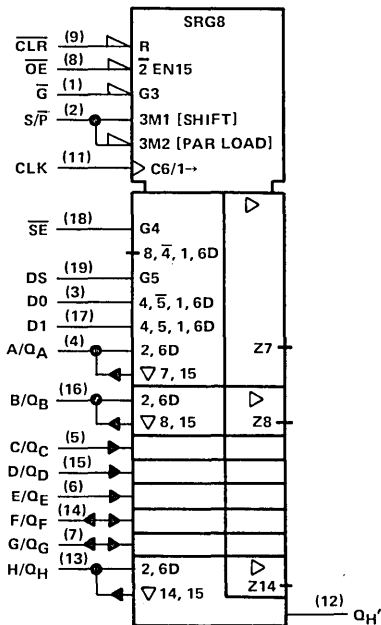 SRG8
CLR (9) R
OE (8) 2 EN15
G (1) G3
S/P (2) 3M1 [SHIFT]
3M2 [PAR LOAD]
CLK (11) C6/1→
SE (18) G4
8, 4, 1, 6D
DS (19) G5
D0 (3) 4, 5, 1, 6D
D1 (17) 4, 5, 1, 6D
A/QA (4) 2, 6D Z7
▽ 7, 15
B/QB (16) 2, 6D
▽ 8, 15 Z8
C/QC (5)
D/QD (15)
E/QE (6)
F/QF (14)
G/QG (7)
H/QH (13) 2, 6D
▽ 14, 15 Z14
(12) QH'